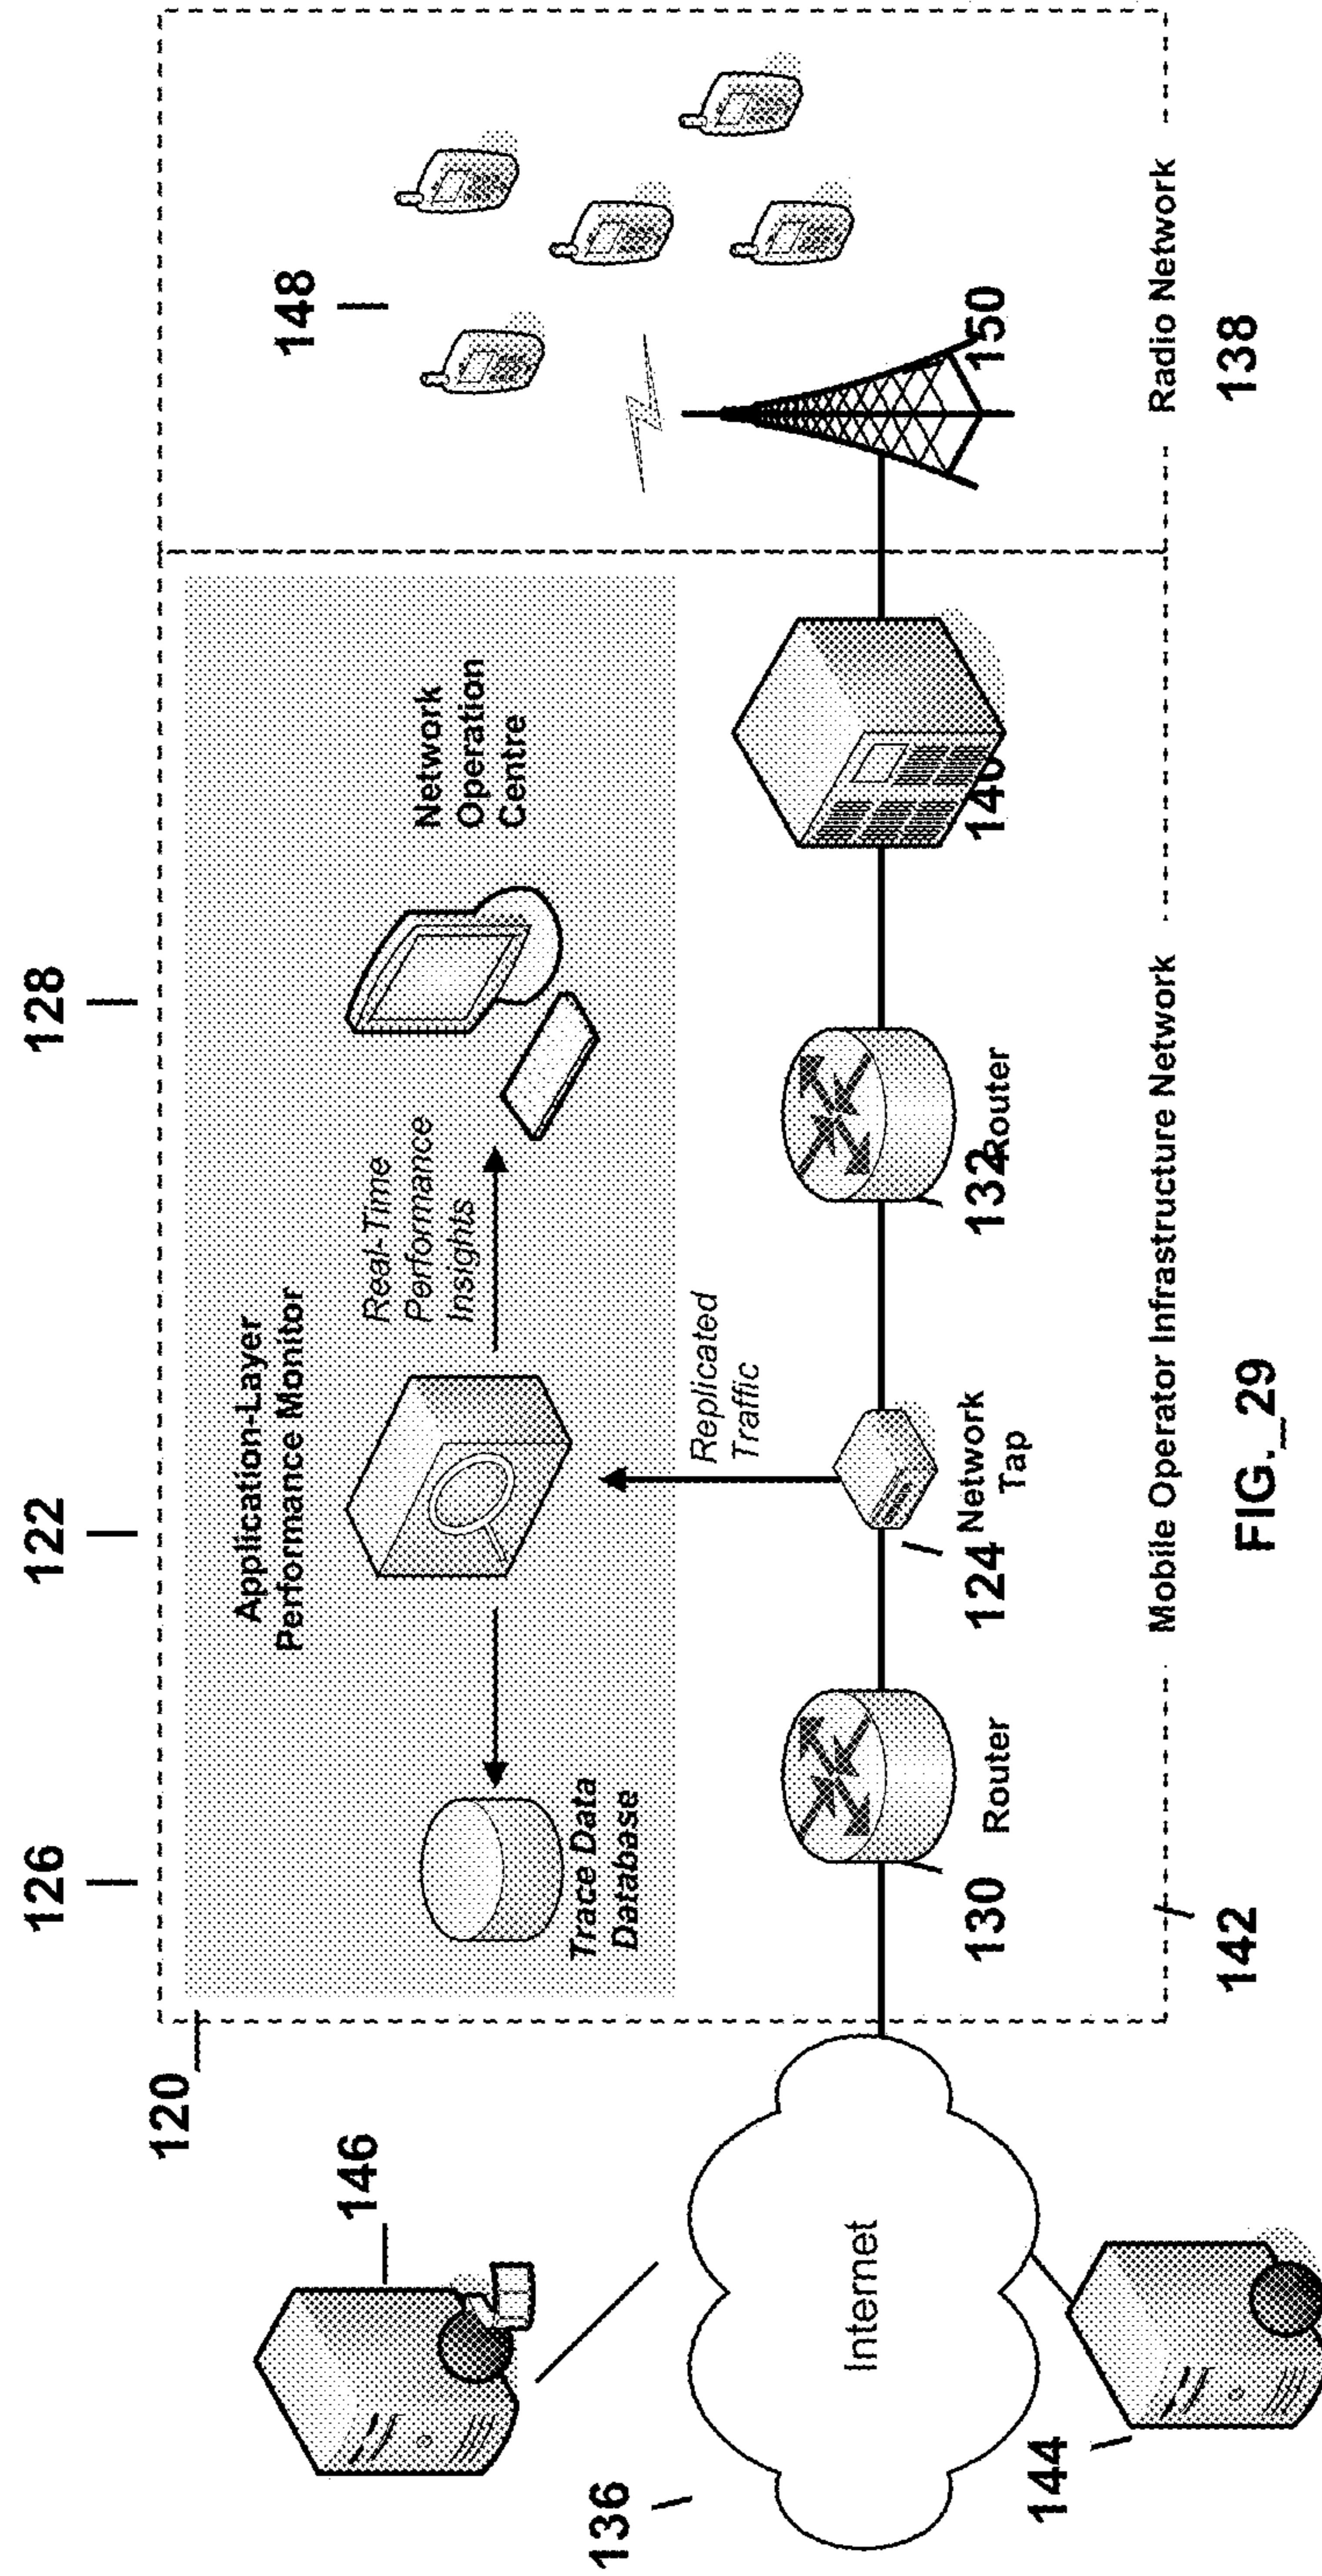 126
122
128
120
146
148
Application-Layer
Performance Monitor
Real-Time
Performance
Insights
Network
Operation
Centre
Trace Data
Database
Replicated
Traffic
136
Internet
144
130
Router
124
Network
Tap
132
Router
150
142
Mobile Operator Infrastructure Network
Radio Network
138
FIG._29